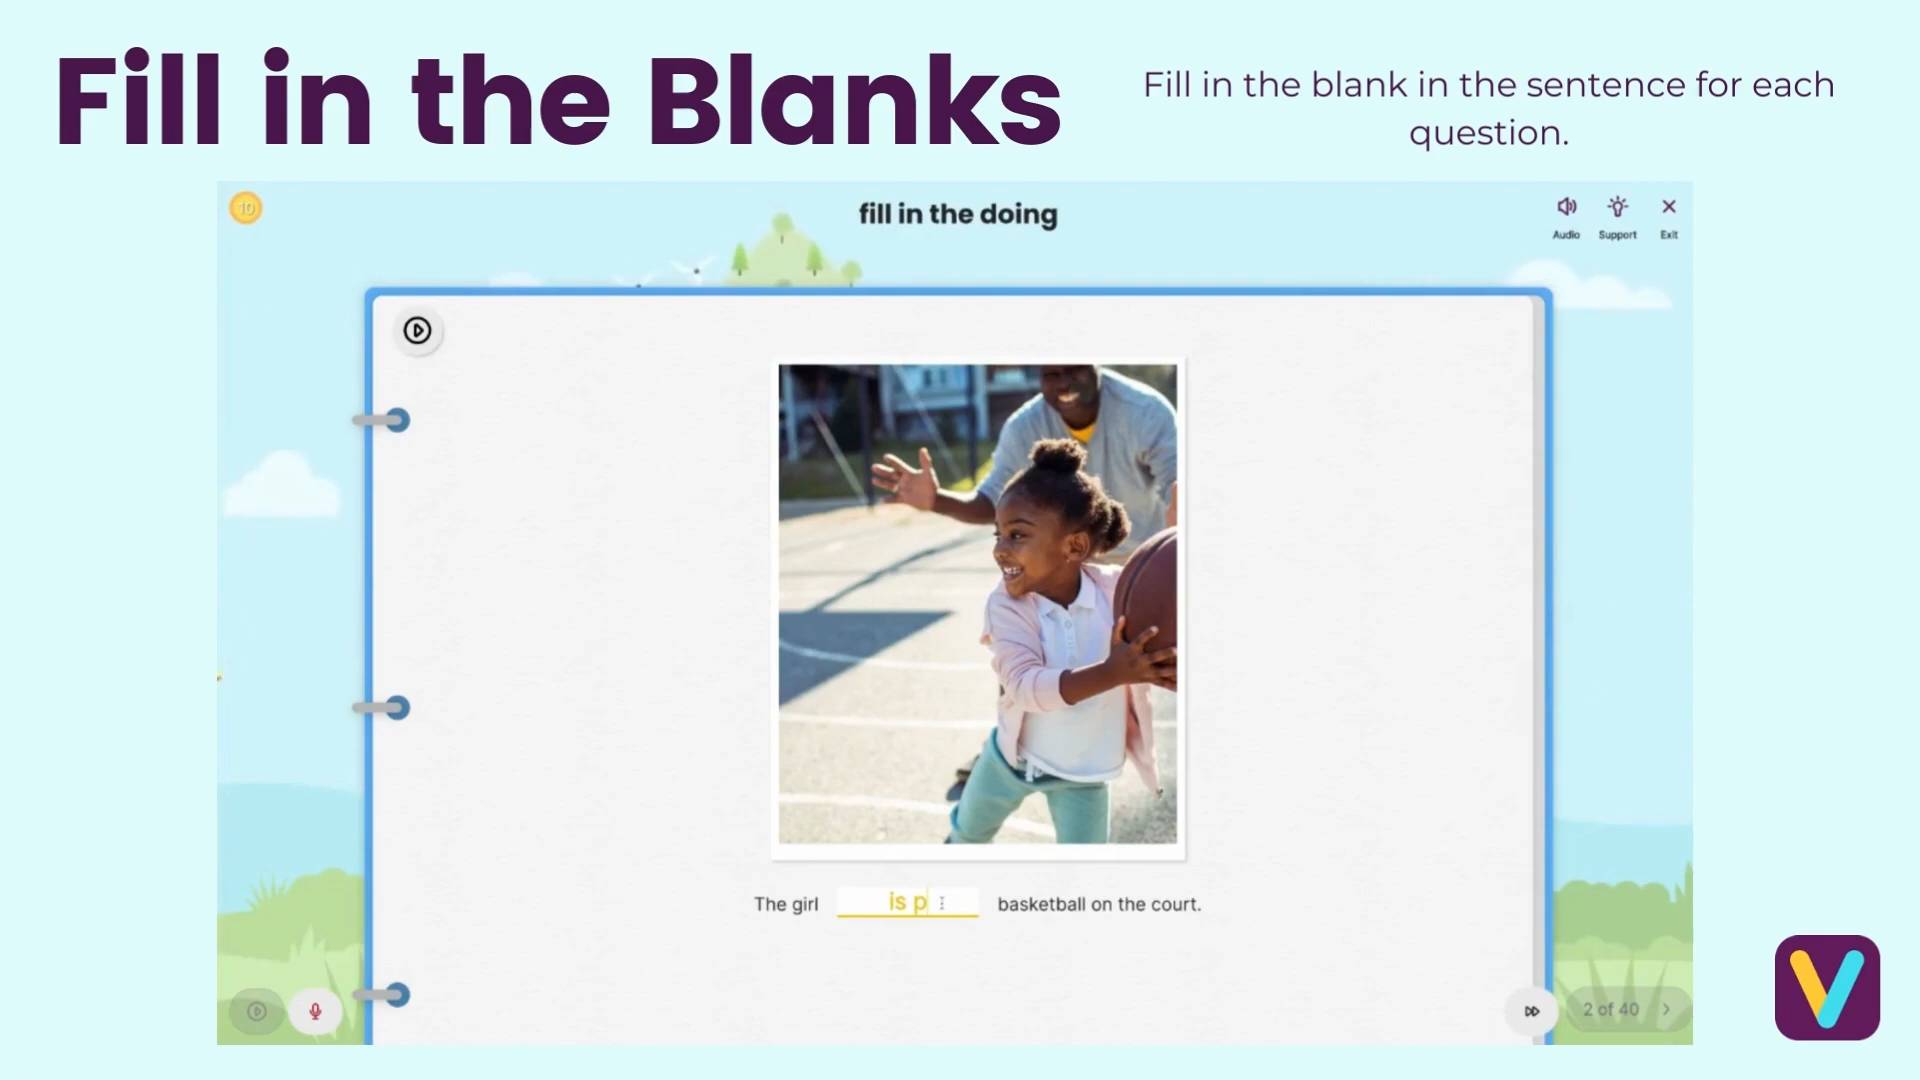 Fill in the Blanks
Fill in the blank in the sentence for each
question.
10
fill in the doing
Audio
Support
Exit
The girl is p basketball on the court.
2 of 40